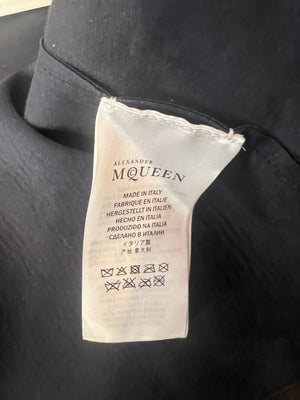 ALEXANDER
MCQUEEN
MADE IN ITALY
FABRIQUE EN ITALIE
HERGESTELLT IN ITALIEN
HECHO EN ITALIA
PRODUZIDO NA ITALIA
СДЕЛАНО В ИТАЛИИ
イタリア製
产地 意大利